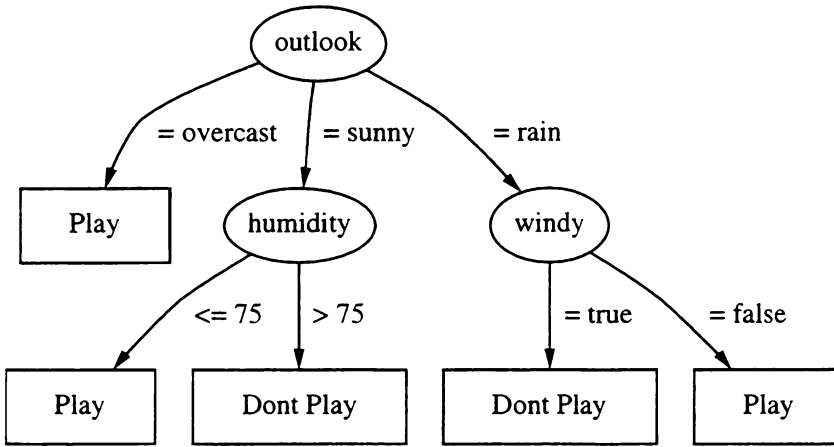 outlook
= overcast
= sunny
= rain
Play
humidity
windy
<= 75
> 75
= true
= false
Play
Dont Play
Dont Play
Play